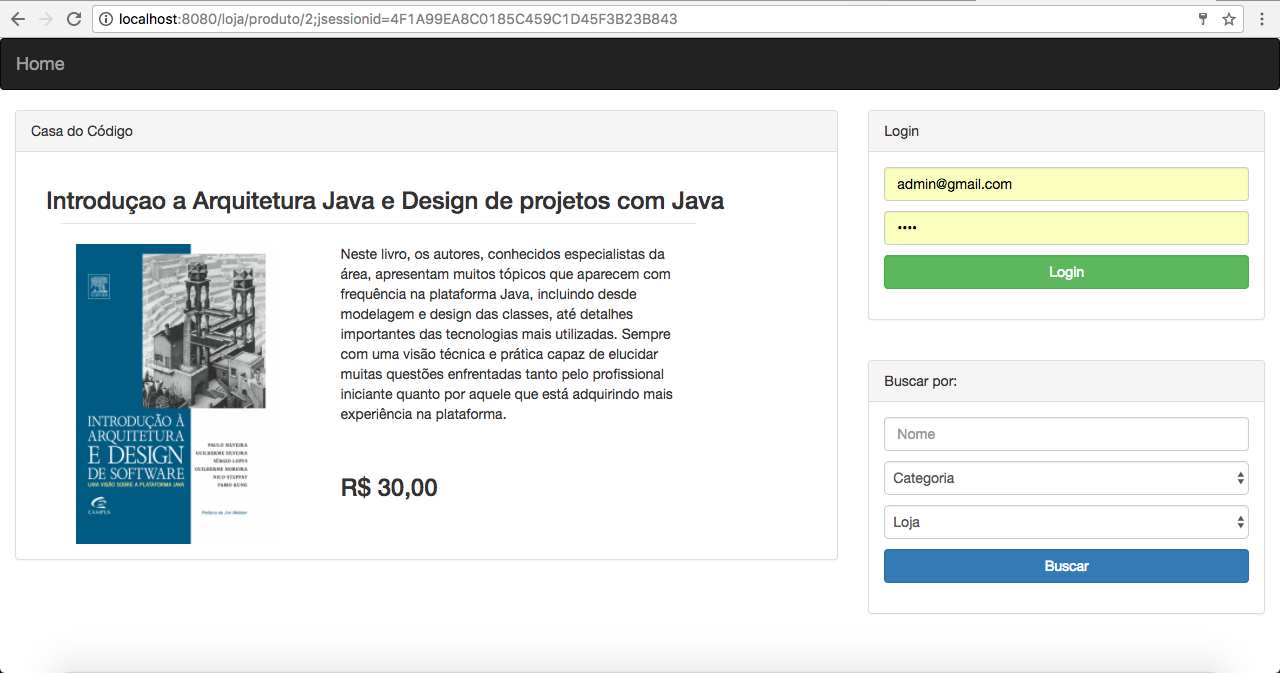 localhost:8080/loja/produto/2;jsessionid=4F1A99EA8C0185C459C1D45F3B23B843
Home
Casa do Código
Introduçao a Arquitetura Java e Design de projetos com Java
INTRODUÇÃO À
ARQUITETURA
E DESIGN
DE SOFTWARE
UMA VISÃO SOBRE A PLATAFORMA JAVA
CAMPUS
PAULO SILVEIRA
GUILHERME SILVEIRA
SÉRGIO LOPES
GUILHERME MOREIRA
NICO STEPPAT
FABIO KUNG
Prefácio de Jim Webber
Neste livro, os autores, conhecidos especialistas da
área, apresentam muitos tópicos que aparecem com
frequência na plataforma Java, incluindo desde
modelagem e design das classes, até detalhes
importantes das tecnologias mais utilizadas. Sempre
com uma visão técnica e prática capaz de elucidar
muitas questões enfrentadas tanto pelo profissional
iniciante quanto por aquele que está adquirindo mais
experiência na plataforma.
R$ 30,00
Login
admin@gmail.com
••••
Login
Buscar por:
Nome
Categoria
Loja
Buscar